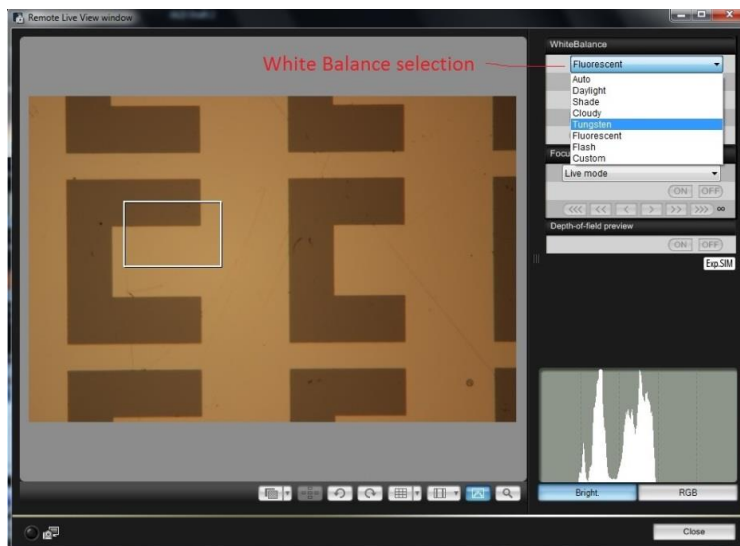 Remote Live View window
WhiteBalance
White Balance selection
Fluorescent
Auto
Daylight
Shade
Cloudy
Tungsten
Fluorescent
Flash
Custom
Focu
Live mode
ON OFF
<<< << < > >> >>> ∞
Depth-of-field preview
ON OFF
Exp.SIM
Bright. RGB
Close